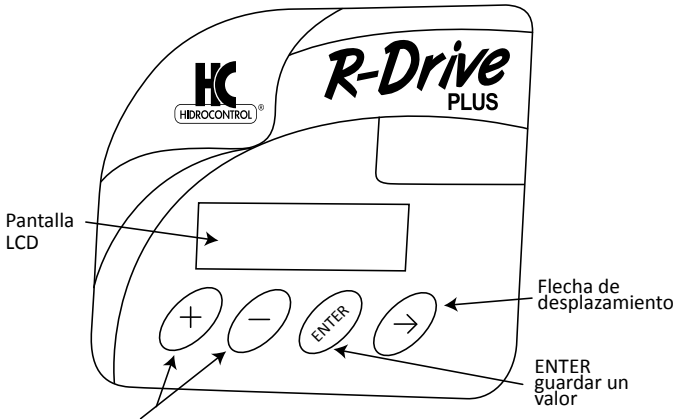 HC
HIDROCONTROL®
R-Drive
PLUS
Pantalla
LCD
+
−
ENTER
→
Flecha de
desplazamiento
ENTER
guardar un
valor